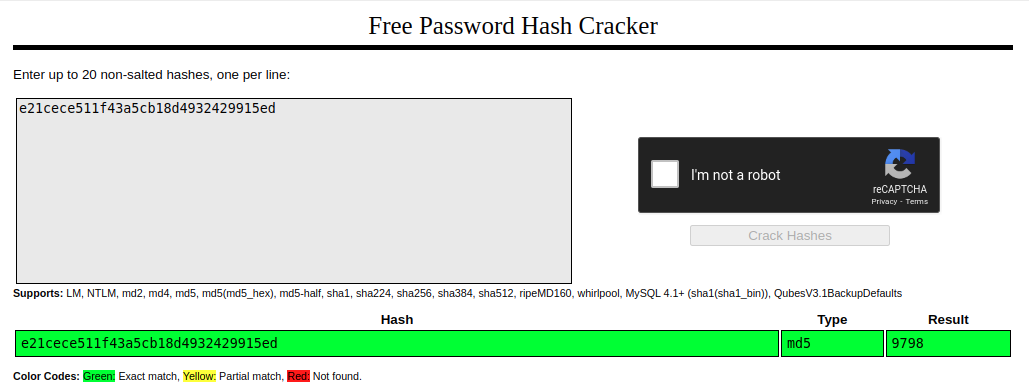 Free Password Hash Cracker
Enter up to 20 non-salted hashes, one per line:
e21cece511f43a5cb18d4932429915ed
I'm not a robot
reCAPTCHA
Privacy - Terms
Crack Hashes
Supports: LM, NTLM, md2, md4, md5, md5(md5_hex), md5-half, sha1, sha224, sha256, sha384, sha512, ripeMD160, whirlpool, MySQL 4.1+ (sha1(sha1_bin)), QubesV3.1BackupDefaults
Hash Type Result
e21cece511f43a5cb18d4932429915ed md5 9798
Color Codes: Green: Exact match, Yellow: Partial match, Red: Not found.